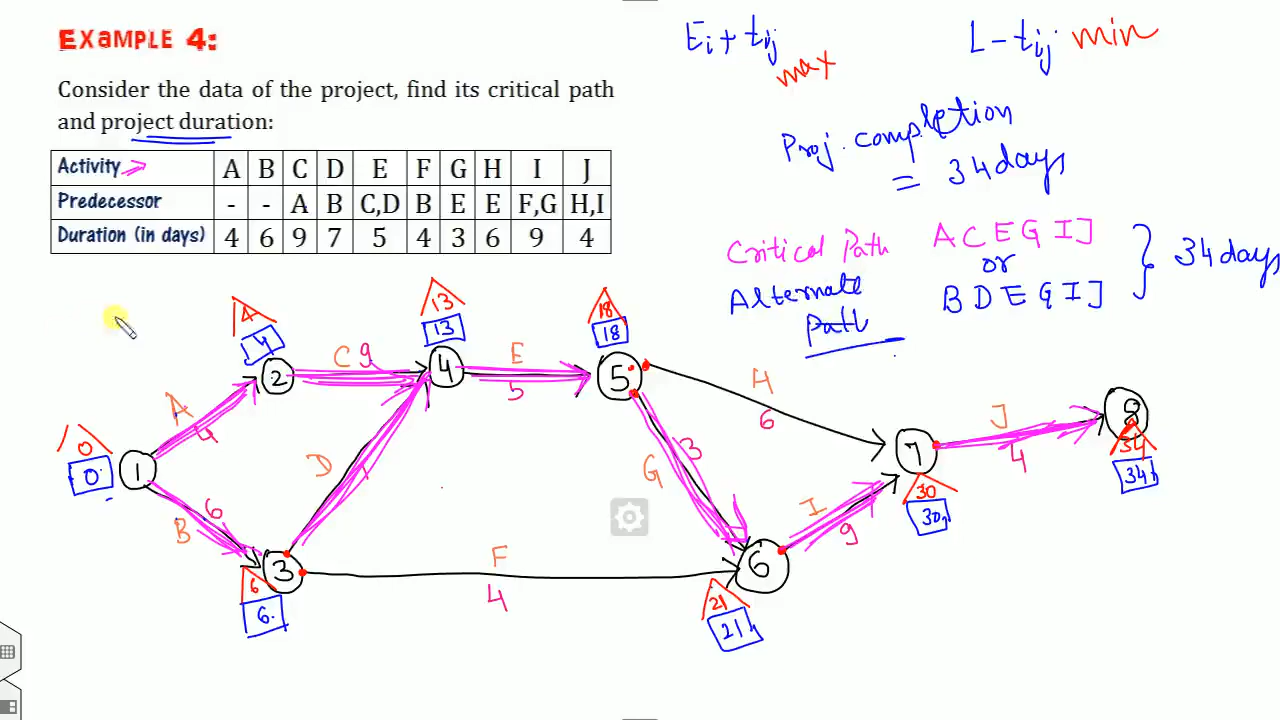 EXAMPLE 4:
Consider the data of the project, find its critical path
and project duration:
Activity A B C D E F G H I J
Predecessor - - A B C,D B E E F,G H,I
Duration (in days) 4 6 9 7 5 4 3 6 9 4
Ei + tij
max
L - tij min
Proj. completion
= 34 days
Critical Path A C E G I J
or
Alternate B D E G I J
Path
34 days
4
4
13
13
18
18
C 9
E
5
2
4
5
H
6
A
4
J
4
8
34
34
0
0
1
D
G
3
7
30
30
B
6
I
9
3
F
4
6
6
6
21
21